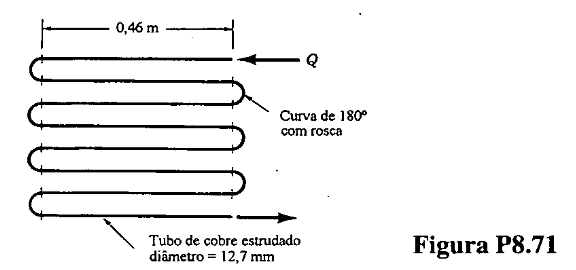 0,46 m
Q
Curva de 180°
com rosca
Tubo de cobre estrudado
diâmetro = 12,7 mm
Figura P8.71